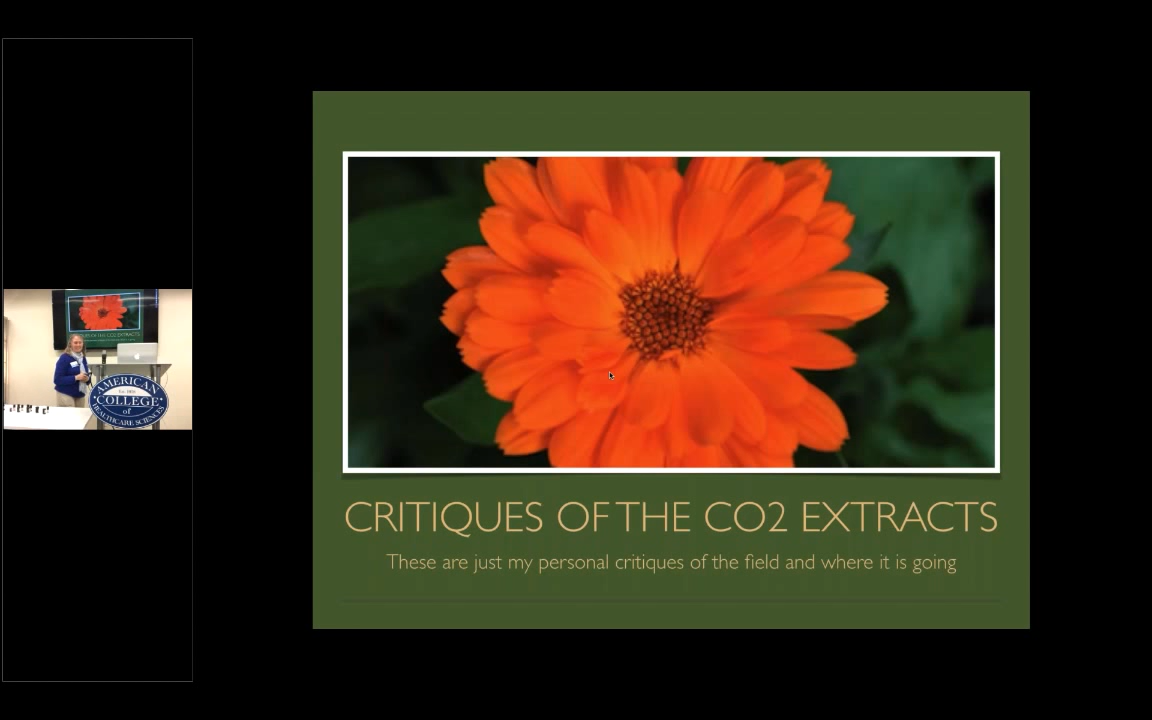 AMERICAN
COLLEGE
of
HEALTHCARE SCIENCES
CRITIQUES OF THE CO2 EXTRACTS
These are just my personal critiques of the field and where it is going